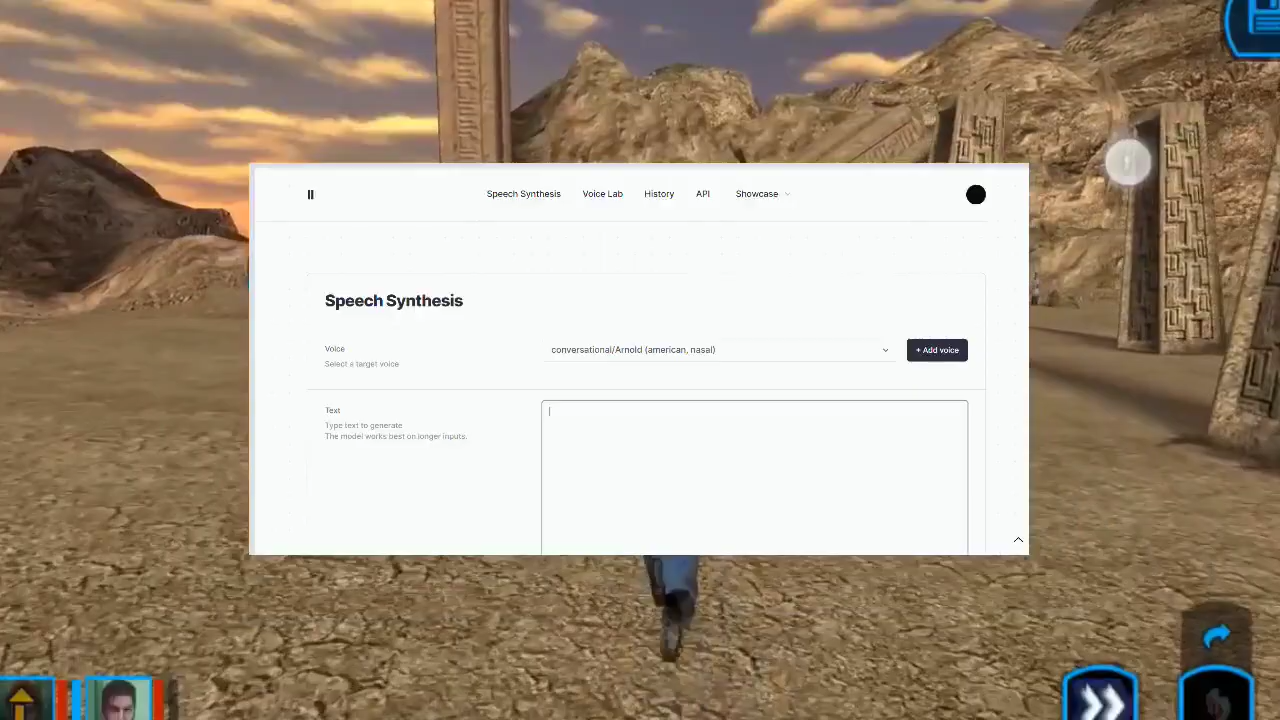 Speech Synthesis Voice Lab History API Showcase
Speech Synthesis
Voice
Select a target voice
conversational/Arnold (american, nasal)
+ Add voice
Text
Type text to generate
The model works best on longer inputs.